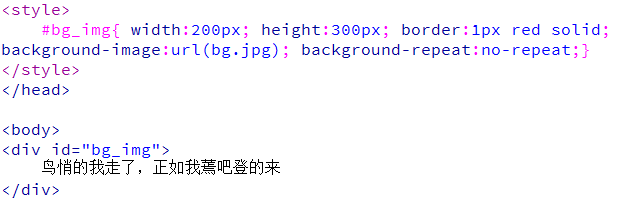 <style>
#bg_img{ width:200px; height:300px; border:1px red solid;
background-image:url(bg.jpg); background-repeat:no-repeat;}
</style>
</head>
<body>
<div id="bg_img">
鸟悄的我走了，正如我蔫吧登的来
</div>